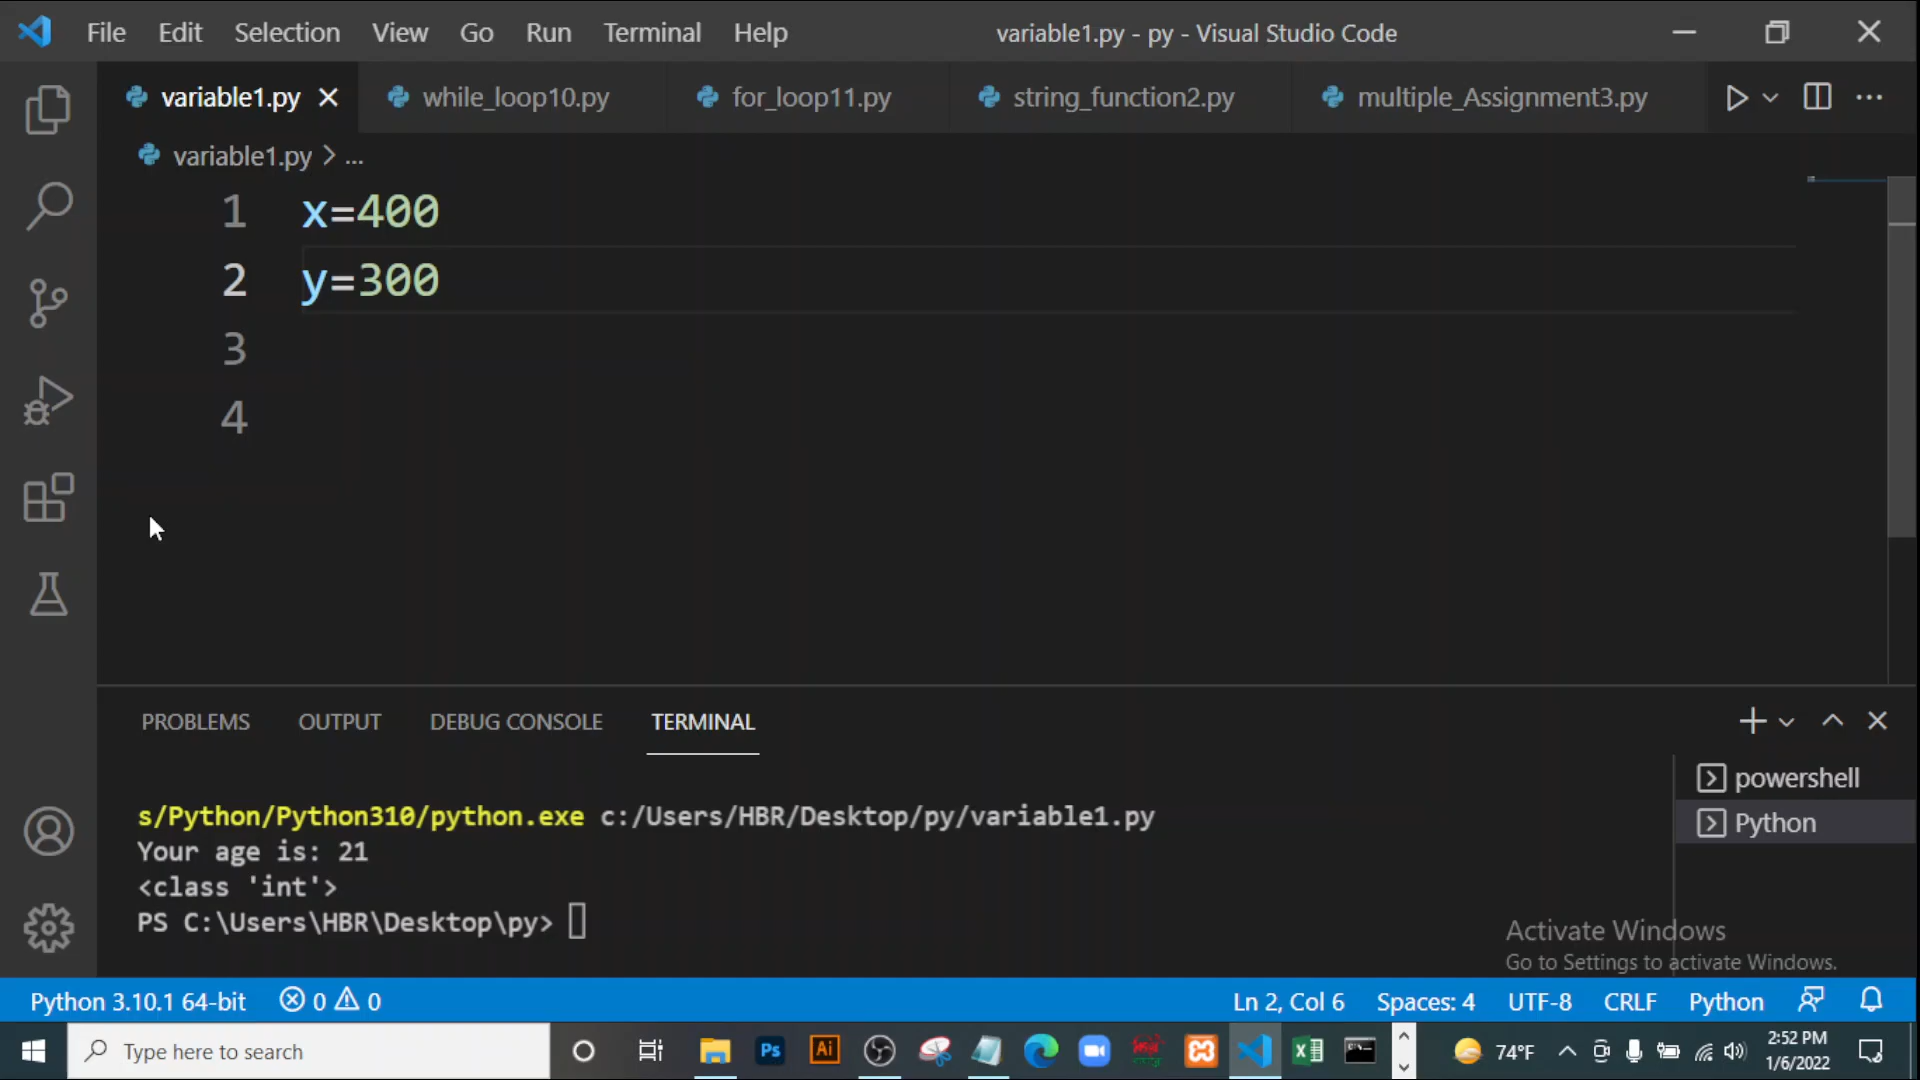 File Edit Selection View Go Run Terminal Help variable1.py - py - Visual Studio Code
variable1.py while_loop10.py for_loop11.py string_function2.py multiple_Assignment3.py
variable1.py > ...
1 x=400
2 y=300
3
4
PROBLEMS OUTPUT DEBUG CONSOLE TERMINAL
powershell
Python
s/Python/Python310/python.exe c:/Users/HBR/Desktop/py/variable1.py
Your age is: 21
<class 'int'>
PS C:\Users\HBR\Desktop\py>
Activate Windows
Go to Settings to activate Windows.
Python 3.10.1 64-bit 0 0 Ln 2, Col 6 Spaces: 4 UTF-8 CRLF Python
Type here to search Ps Ai 74°F 2:52 PM
1/6/2022